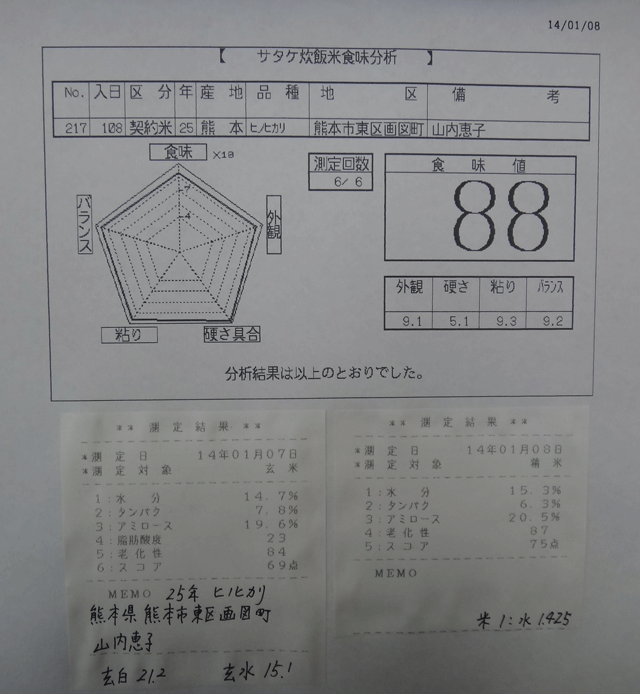 14/01/08
【 サタケ炊飯米食味分析 】
No. 入日 区分 年 産地 品種 地区 備考
217 108 契約米 25 熊本 ヒノヒカリ 熊本市東区画図町 山内恵子
食味 ×10
バランス
外観
粘り
硬さ具合
7
4
測定回数
6/ 6
食味値
88
外観 硬さ 粘り バランス
9.1 5.1 9.3 9.2
分析結果は以上のとおりでした。
** 測定結果 **
*測定日 14年01月07日
*測定対象 玄米
1:水分 14.7%
2:タンパク 7.8%
3:アミロース 19.6%
4:脂肪酸度 23
5:老化性 84
6:スコア 69点
MEMO 25年 ヒノヒカリ
熊本県熊本市東区画図町
山内恵子
玄白 21.2 玄水 15.1
** 測定結果 **
*測定日 14年01月08日
*測定対象 精米
1:水分 15.3%
2:タンパク 6.3%
3:アミロース 20.5%
4:老化性 87
5:スコア 75点
MEMO
米1:水1.425